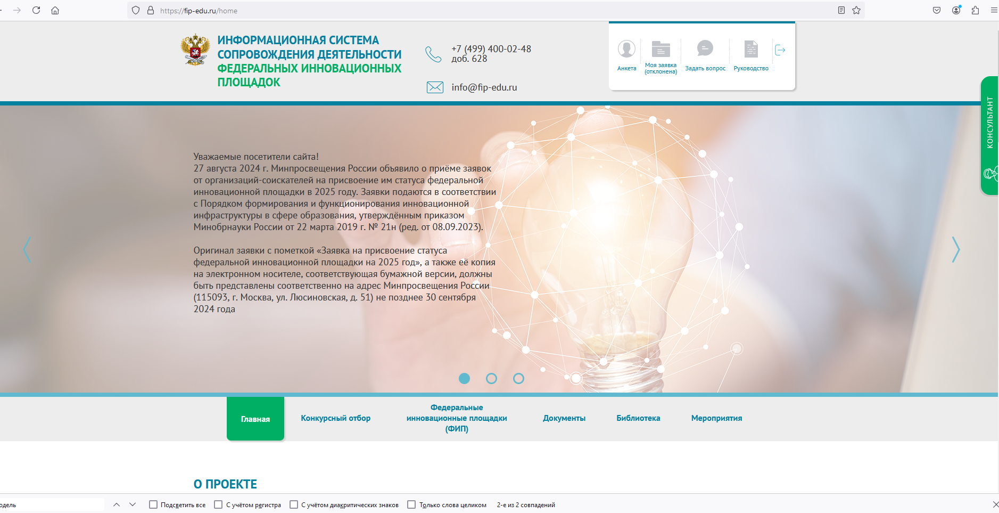 https://fip-edu.ru/home
ИНФОРМАЦИОННАЯ СИСТЕМА
СОПРОВОЖДЕНИЯ ДЕЯТЕЛЬНОСТИ
ФЕДЕРАЛЬНЫХ ИННОВАЦИОННЫХ
ПЛОЩАДОК
+7 (499) 400-02-48
доб. 628
info@fip-edu.ru
Анкета
Моя заявка
(отклонена)
Задать вопрос
Руководство
КОНСУЛЬТАНТ
Уважаемые посетители сайта!
27 августа 2024 г. Минпросвещения России объявило о приёме заявок
от организаций-соискателей на присвоение им статуса федеральной
инновационной площадки в 2025 году. Заявки подаются в соответствии
с Порядком формирования и функционирования инновационной
инфраструктуры в сфере образования, утверждённым приказом
Минобрнауки России от 22 марта 2019 г. № 21н (ред. от 08.09.2023).
Оригинал заявки с пометкой «Заявка на присвоение статуса
федеральной инновационной площадки на 2025 год», а также её копия
на электронном носителе, соответствующая бумажной версии, должны
быть представлены соответственно на адрес Минпросвещения России
(115093, г. Москва, ул. Люсиновская, д. 51) не позднее 30 сентября
2024 года
Главная
Конкурсный отбор
Федеральные
инновационные площадки
(ФИП)
Документы
Библиотека
Мероприятия
О ПРОЕКТЕ
одель
Подсветить все
С учётом регистра
С учётом диакритических знаков
Только слова целиком
2-е из 2 совпадений